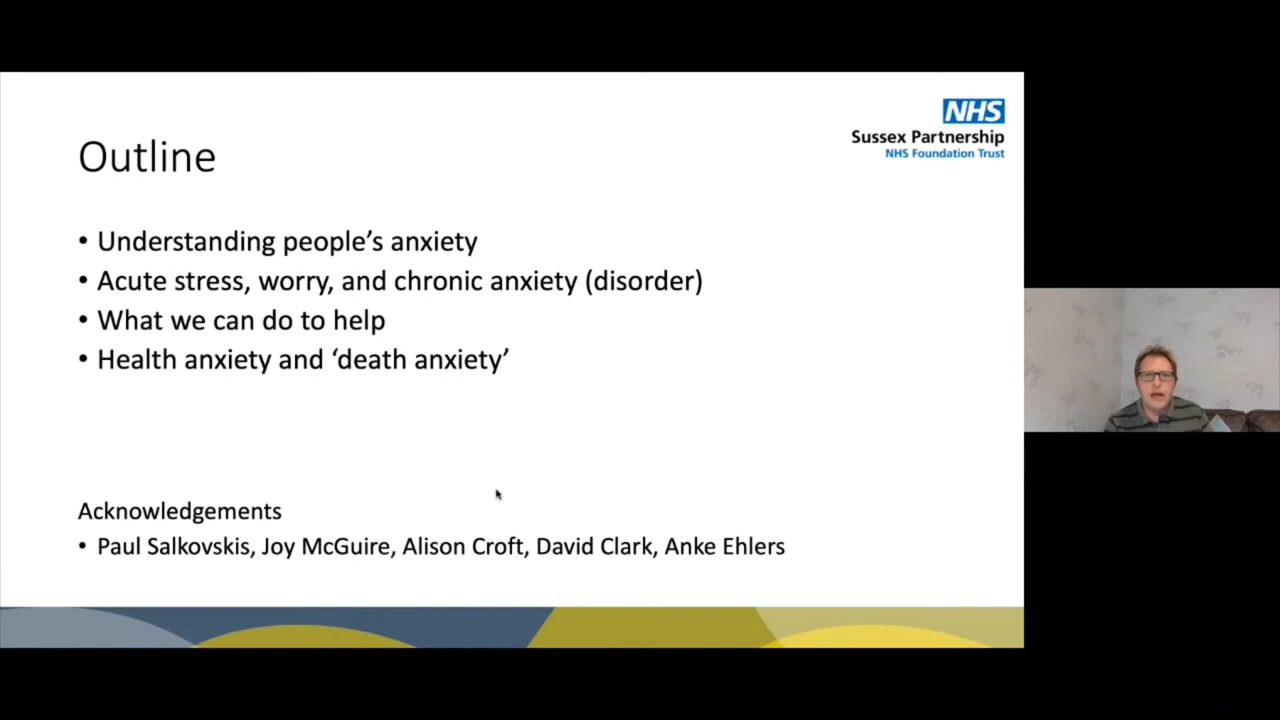 NHS
Sussex Partnership
NHS Foundation Trust
Outline
• Understanding people’s anxiety
• Acute stress, worry, and chronic anxiety (disorder)
• What we can do to help
• Health anxiety and ‘death anxiety’
Acknowledgements
• Paul Salkovskis, Joy McGuire, Alison Croft, David Clark, Anke Ehlers